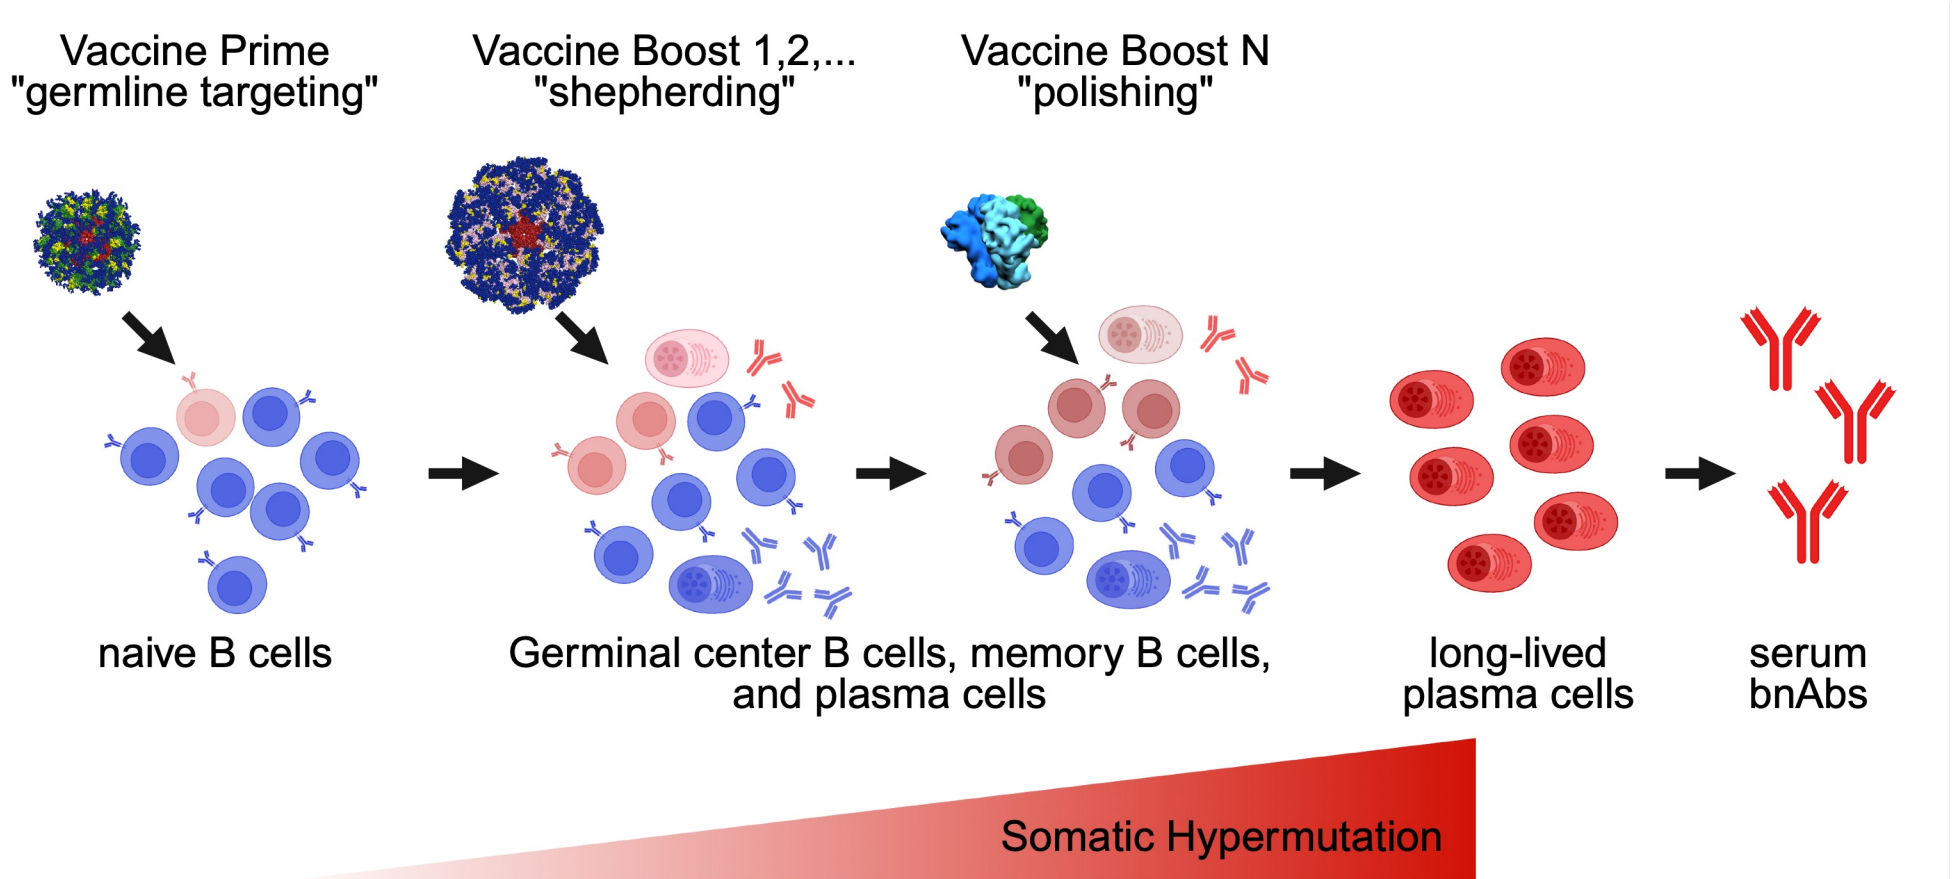 Vaccine Prime
"germline targeting"
Vaccine Boost 1,2,...
"shepherding"
Vaccine Boost N
"polishing"
naive B cells
Germinal center B cells, memory B cells,
and plasma cells
long-lived
plasma cells
serum
bnAbs
Somatic Hypermutation